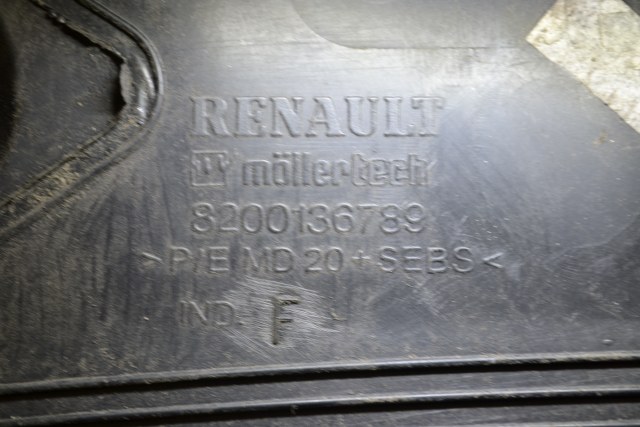 RENAULT
möllertech
8200136789
>P/E MD 20 + SEBS<
IND. F